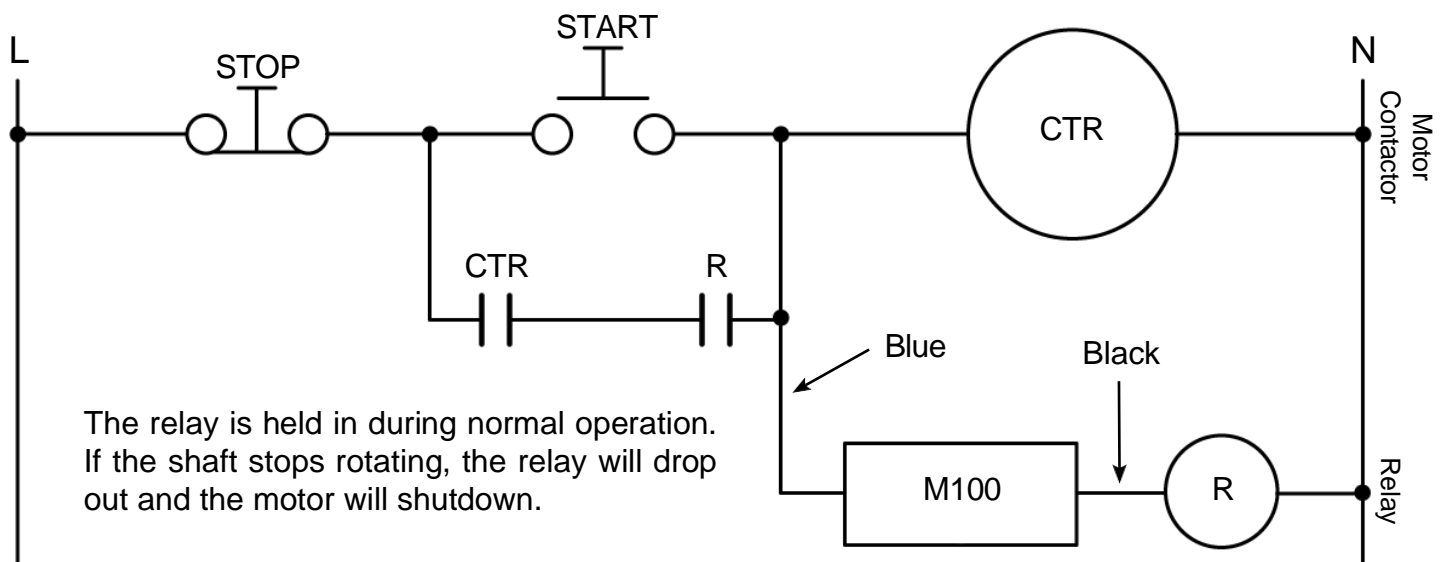 START
L
STOP
N
CTR
Motor
Contactor
CTR
R
Blue
Black
The relay is held in during normal operation.
If the shaft stops rotating, the relay will drop
out and the motor will shutdown.
M100
R
Relay